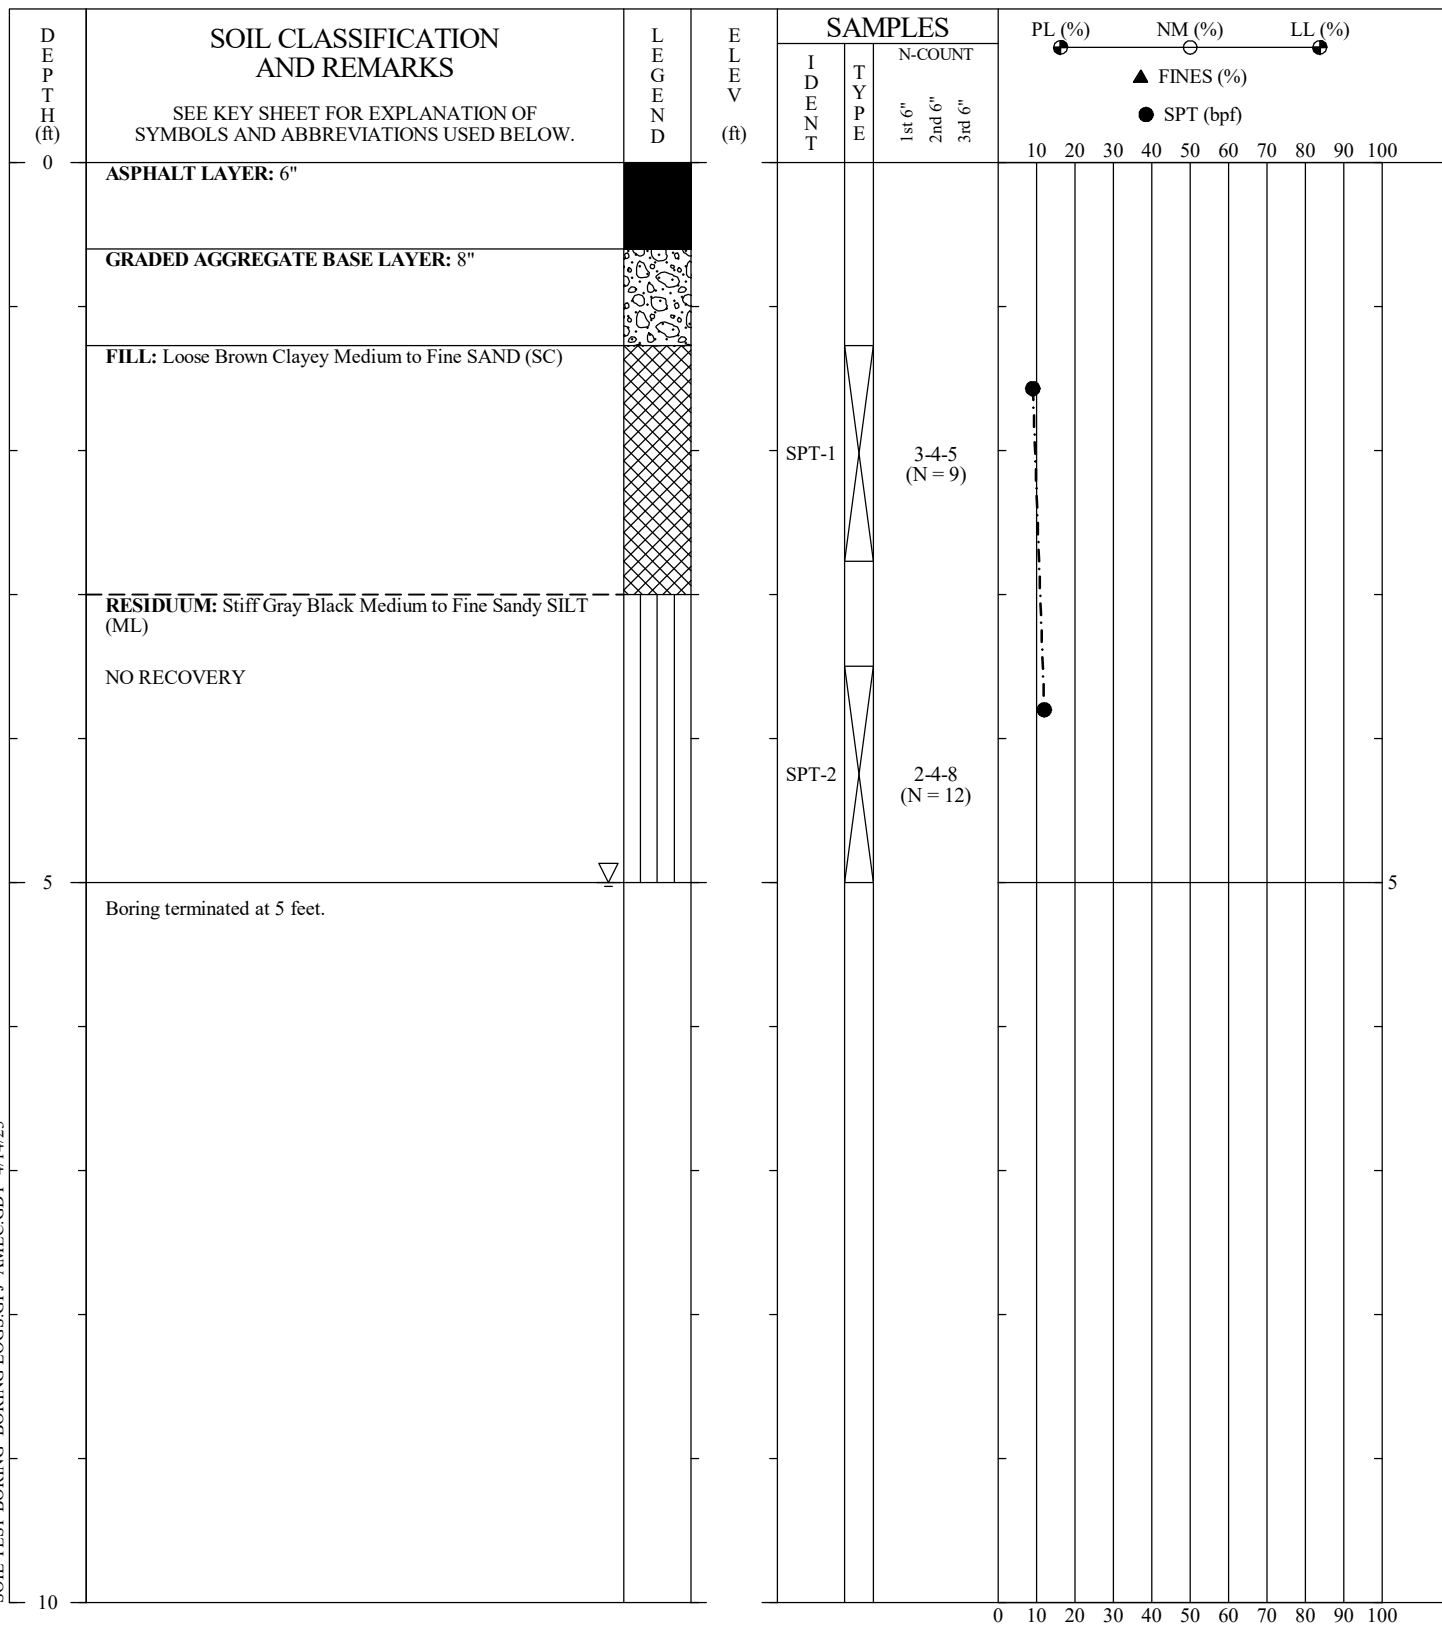 DEPTH
(ft)
SOIL CLASSIFICATION
AND REMARKS
SEE KEY SHEET FOR EXPLANATION OF
SYMBOLS AND ABBREVIATIONS USED BELOW.
LEGEND
ELEV
(ft)
SAMPLES
IDENT
TYPE
N-COUNT
1st 6"
2nd 6"
3rd 6"
PL (%) NM (%) LL (%)
FINES (%)
SPT (bpf)
10 20 30 40 50 60 70 80 90 100
0
ASPHALT LAYER: 6"
GRADED AGGREGATE BASE LAYER: 8"
FILL: Loose Brown Clayey Medium to Fine SAND (SC)
SPT-1
3-4-5
(N = 9)
RESIDUUM: Stiff Gray Black Medium to Fine Sandy SILT
(ML)
NO RECOVERY
SPT-2
2-4-8
(N = 12)
5
5
Boring terminated at 5 feet.
10
0 10 20 30 40 50 60 70 80 90 100